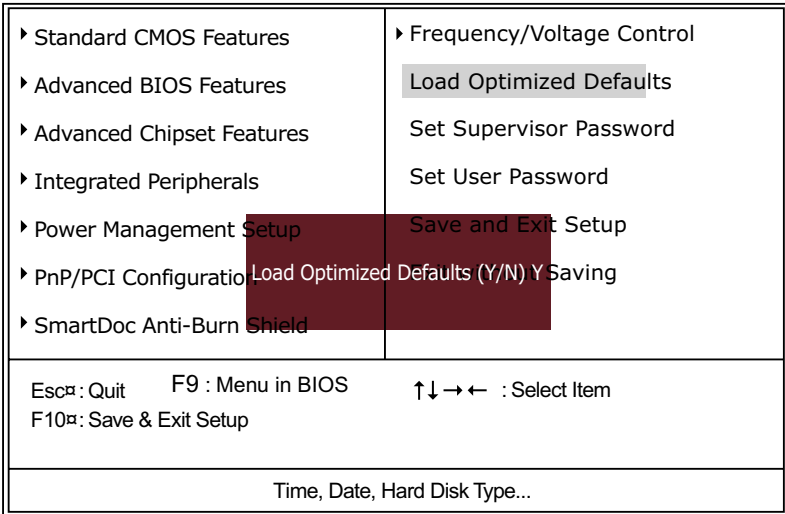 Standard CMOS Features
Advanced BIOS Features
Advanced Chipset Features
Integrated Peripherals
Power Management Setup
PnP/PCI Configuration
SmartDoc Anti-Burn Shield
Frequency/Voltage Control
Load Optimized Defaults
Set Supervisor Password
Set User Password
Save and Exit Setup
Exit without Saving
Load Optimized Defaults (Y/N) Y
Esc¤: Quit F9 : Menu in BIOS ↑↓→← : Select Item
F10¤: Save & Exit Setup
Time, Date, Hard Disk Type...